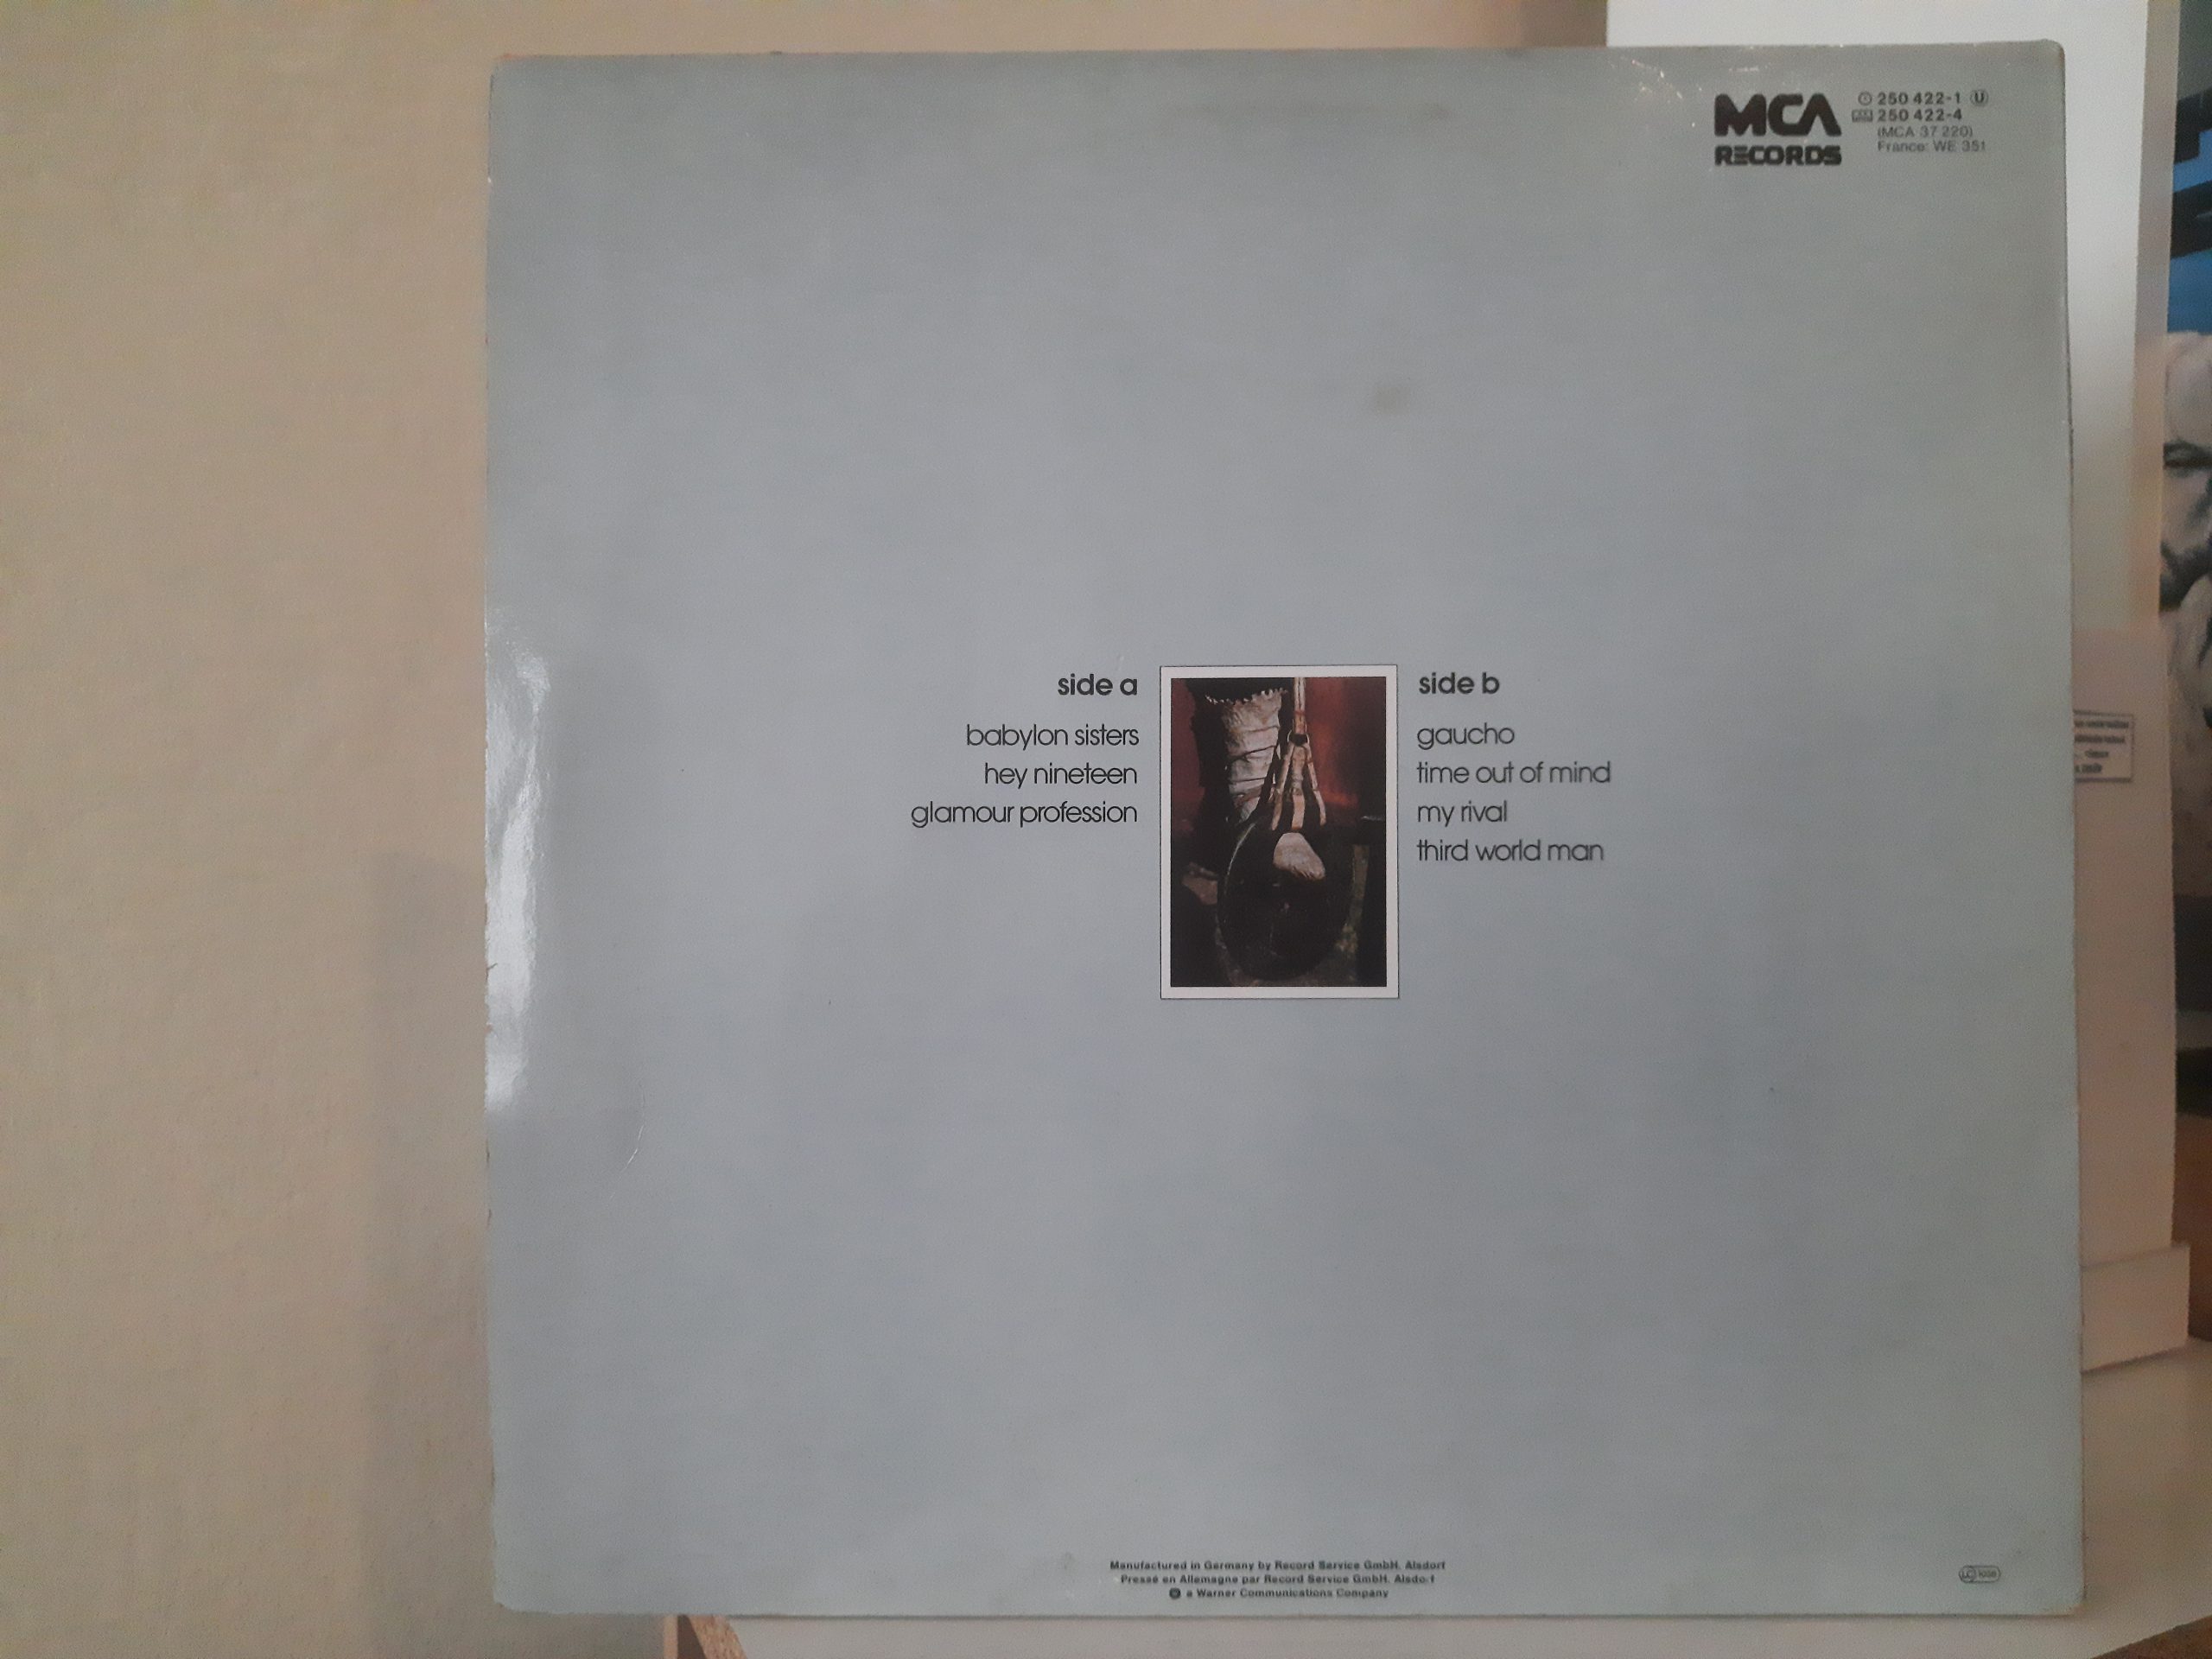 MCA
RECORDS
250 422-1 U
250 422-4
(MCA 37 220)
France: WE 351
side a
babylon sisters
hey nineteen
glamour profession
side b
gaucho
time out of mind
my rival
third world man
Manufactured in Germany by Record Service GmbH, Alsdorf
Pressé en Allemagne par Record Service GmbH, Alsdorf
a Warner Communications Company
LC